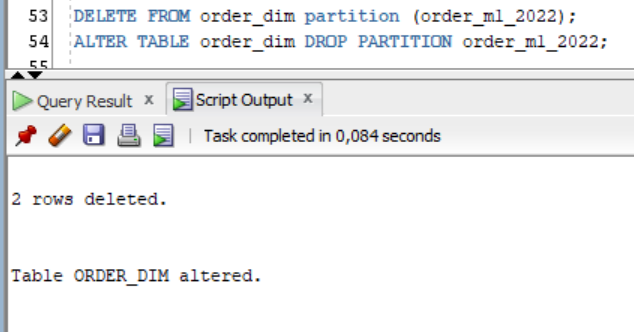 53 DELETE FROM order_dim partition (order_ml_2022);
54 ALTER TABLE order_dim DROP PARTITION order_ml_2022;
55
Query Result x Script Output x
Task completed in 0,084 seconds
2 rows deleted.
Table ORDER_DIM altered.